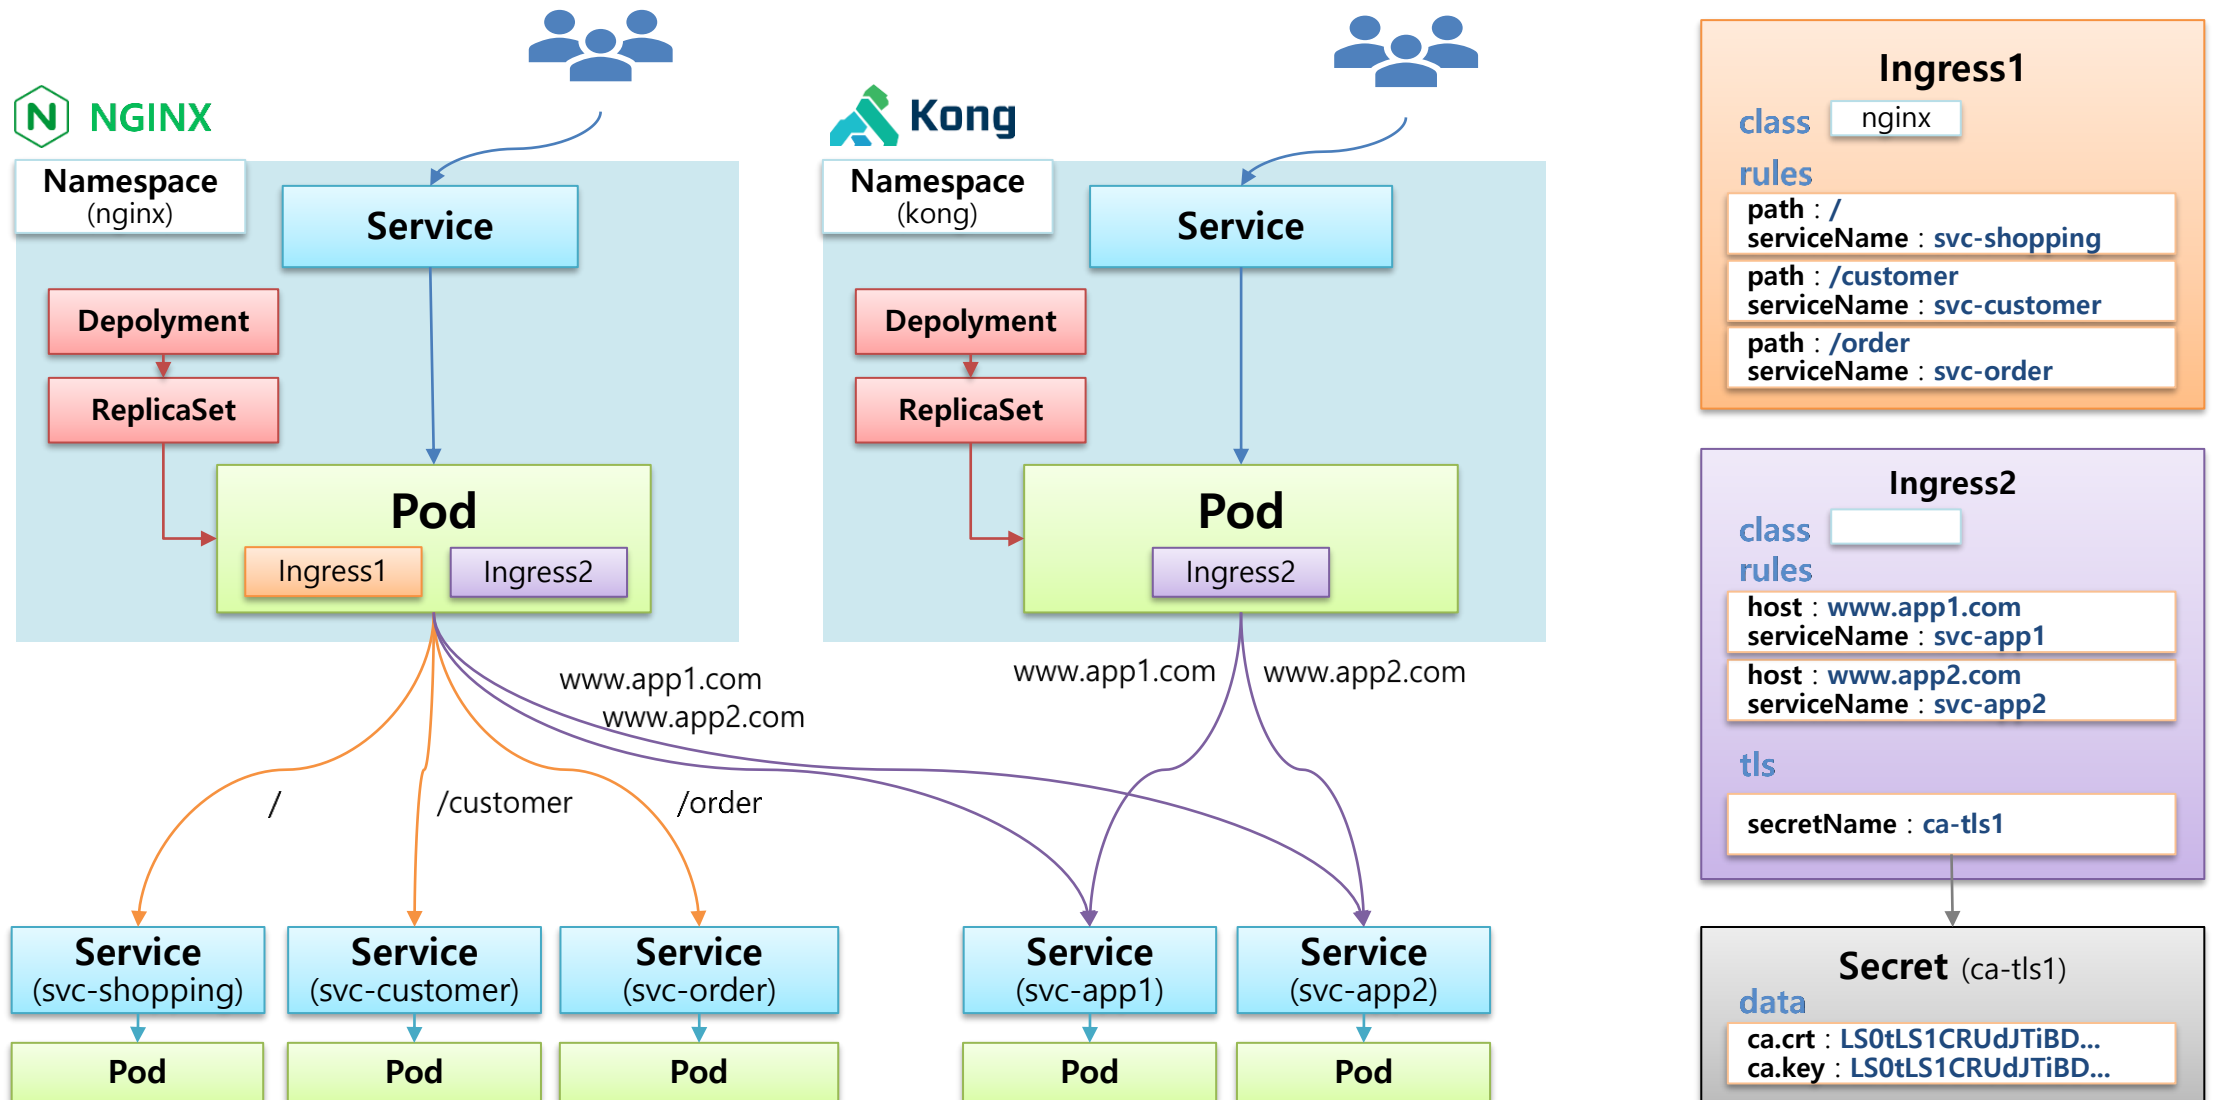 NGINX
Namespace
(nginx)
Service
Depolyment
ReplicaSet
Pod
Ingress1
Ingress2
Kong
Namespace
(kong)
Service
Depolyment
ReplicaSet
Pod
Ingress2
www.app1.com
www.app2.com
www.app1.com
www.app2.com
/
/customer
/order
Service
(svc-shopping)
Pod
Service
(svc-customer)
Pod
Service
(svc-order)
Pod
Service
(svc-app1)
Pod
Service
(svc-app2)
Pod
Ingress1
class
nginx
rules
path : /
serviceName : svc-shopping
path : /customer
serviceName : svc-customer
path : /order
serviceName : svc-order
Ingress2
class
rules
host : www.app1.com
serviceName : svc-app1
host : www.app2.com
serviceName : svc-app2
tls
secretName : ca-tls1
Secret (ca-tls1)
data
ca.crt : LS0tLS1CRUdJTiBD...
ca.key : LS0tLS1CRUdJTiBD...